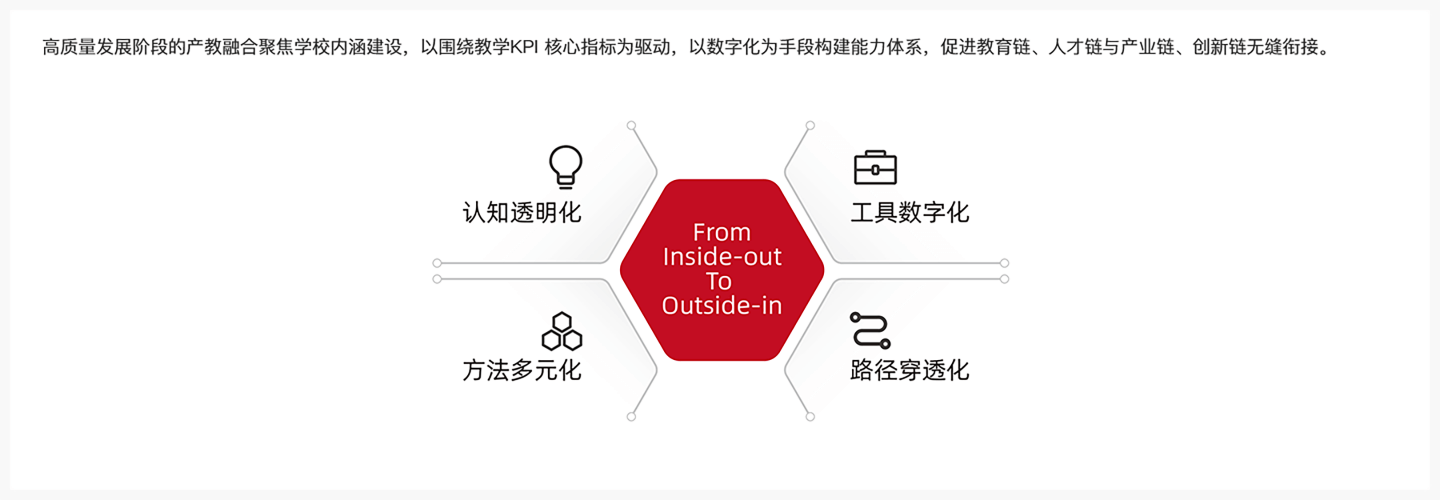 高质量发展阶段的产教融合聚焦学校内涵建设，以围绕教学KPI 核心指标为驱动，以数字化为手段构建能力体系，促进教育链、人才链与产业链、创新链无缝衔接。
认知透明化
工具数字化
From
Inside-out
To
Outside-in
方法多元化
路径穿透化